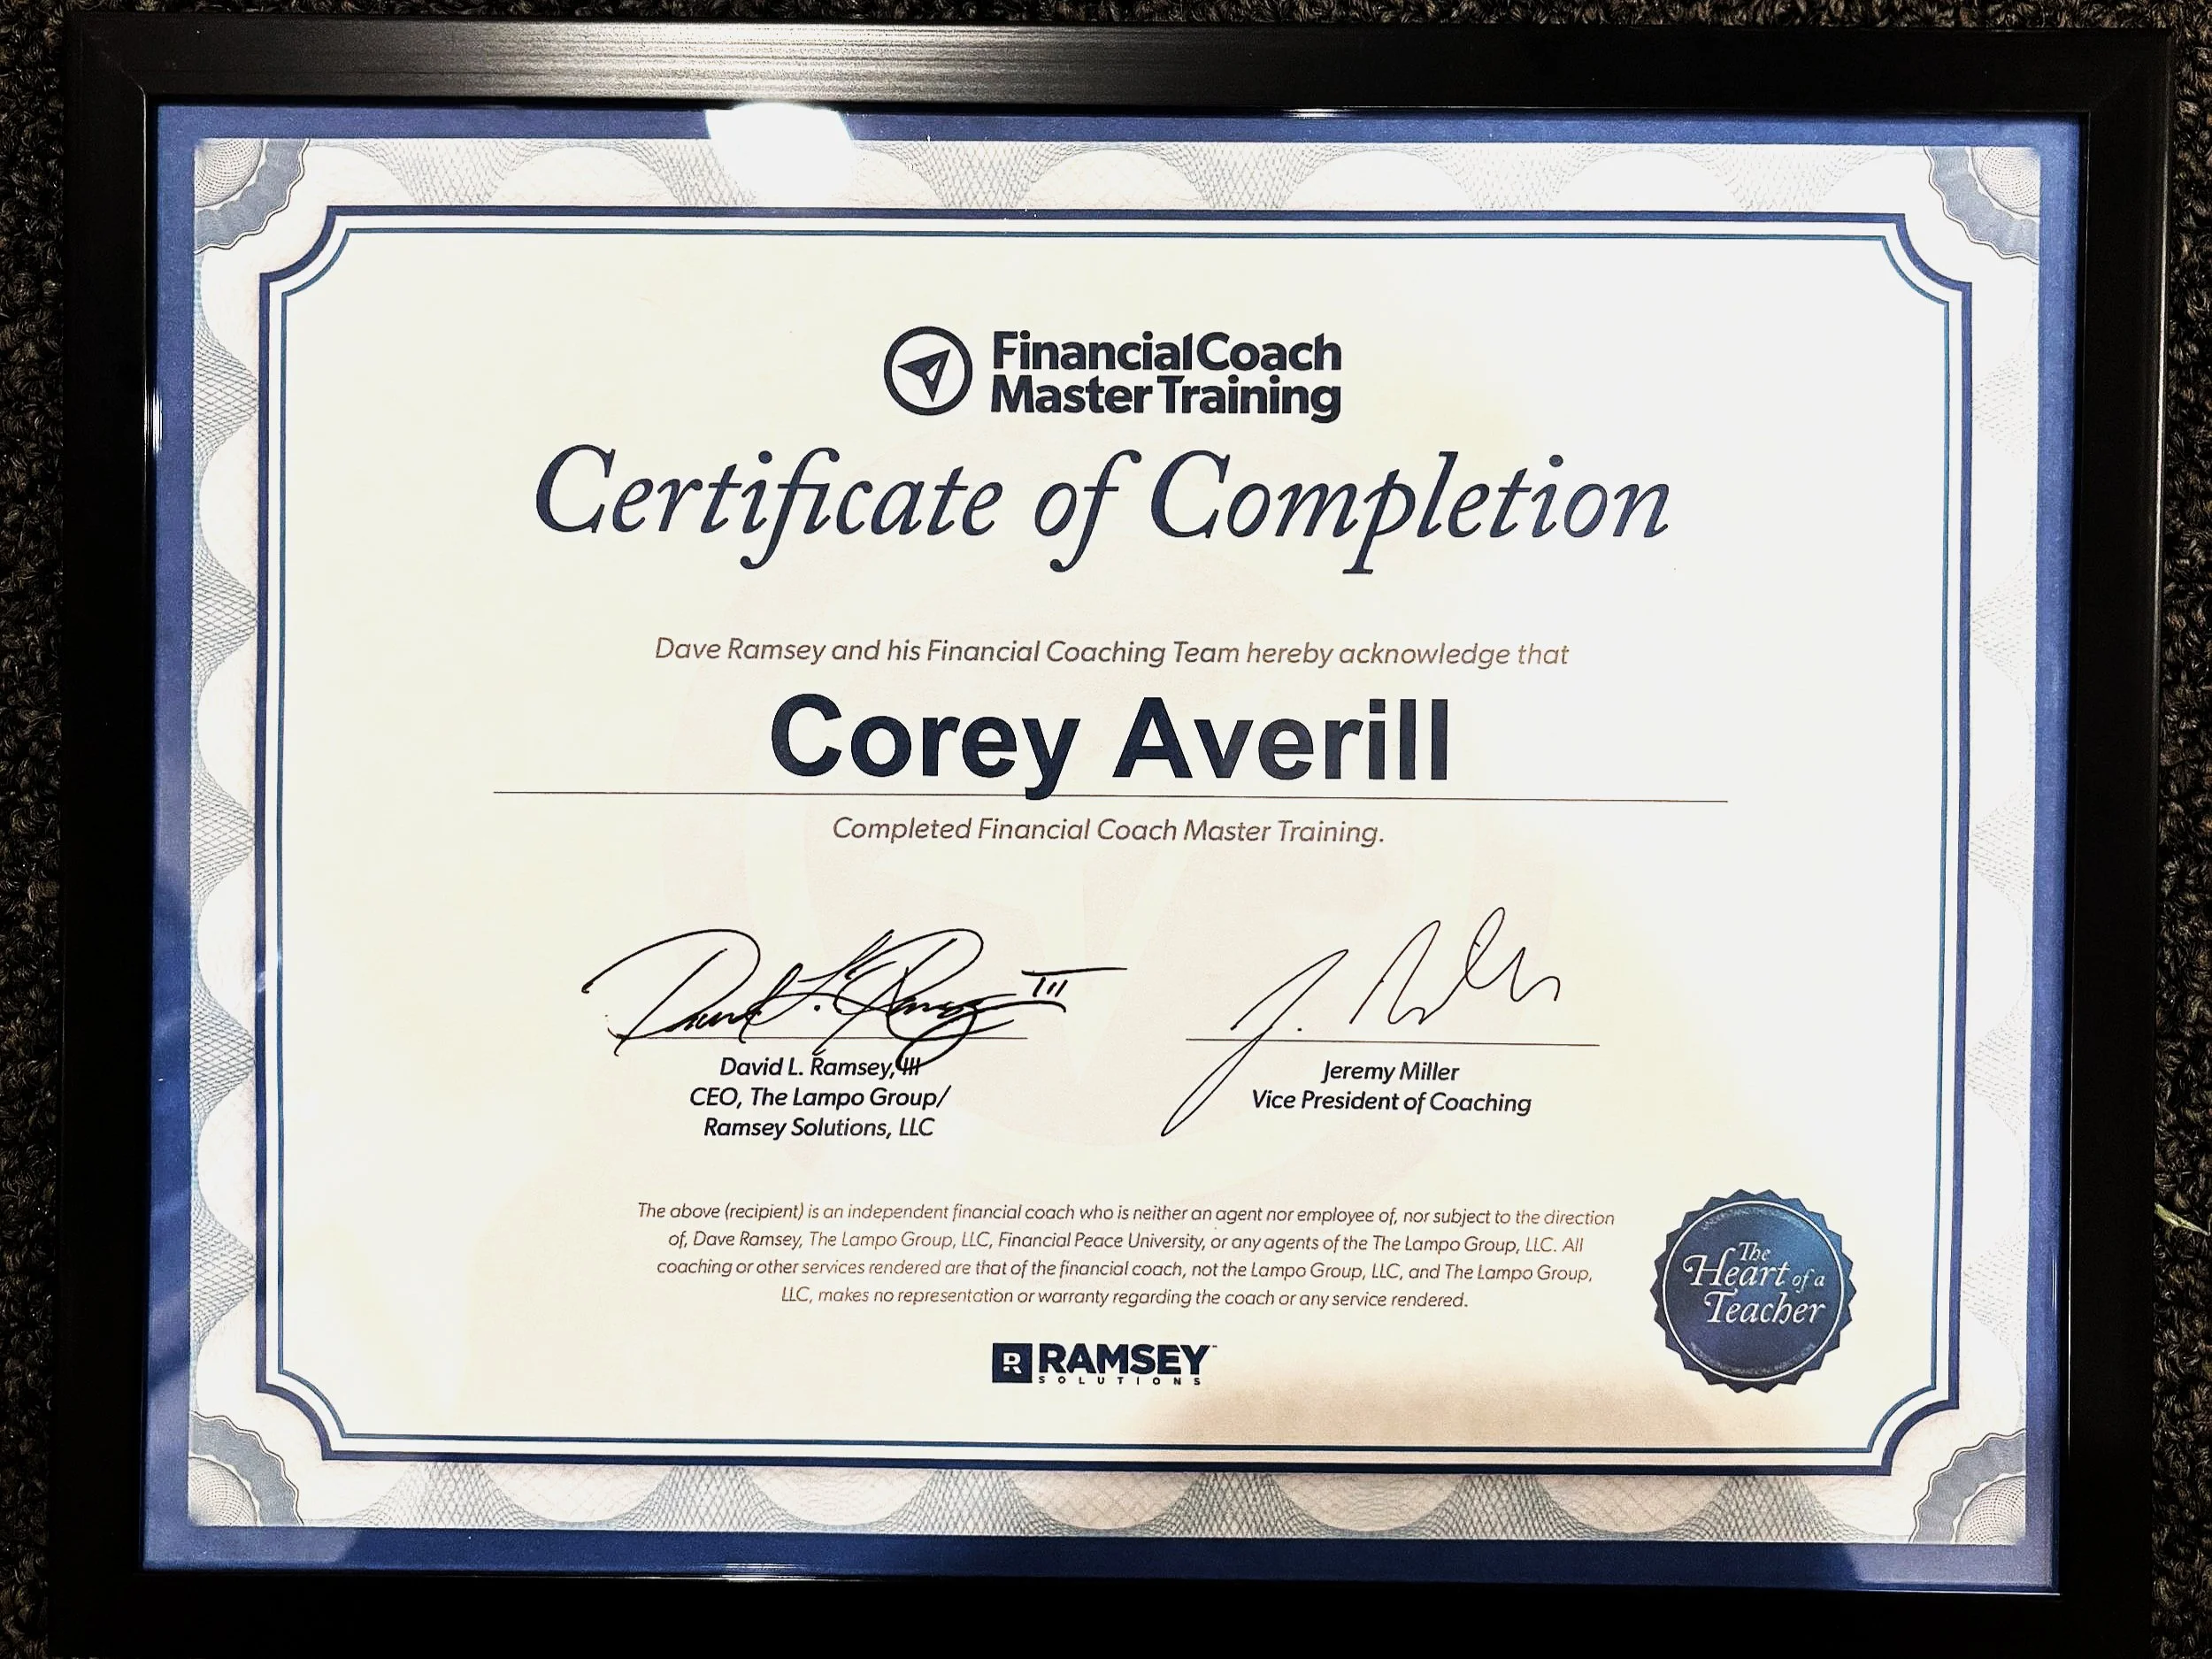 Financial Coach
Master Training
Certificate of Completion
Dave Ramsey and his Financial Coaching Team hereby acknowledge that
Corey Averill
Completed Financial Coach Master Training.
David L. Ramsey III
J. Miller
David L. Ramsey, III
CEO, The Lampo Group/
Ramsey Solutions, LLC
Jeremy Miller
Vice President of Coaching
The above (recipient) is an independent financial coach who is neither an agent nor employee of, nor subject to the direction
of, Dave Ramsey, The Lampo Group, LLC, Financial Peace University, or any agents of the The Lampo Group, LLC. All
coaching or other services rendered are that of the financial coach, not the Lampo Group, LLC, and The Lampo Group,
LLC, makes no representation or warranty regarding the coach or any service rendered.
The
Heart of a
Teacher
R RAMSEY
SOLUTIONS